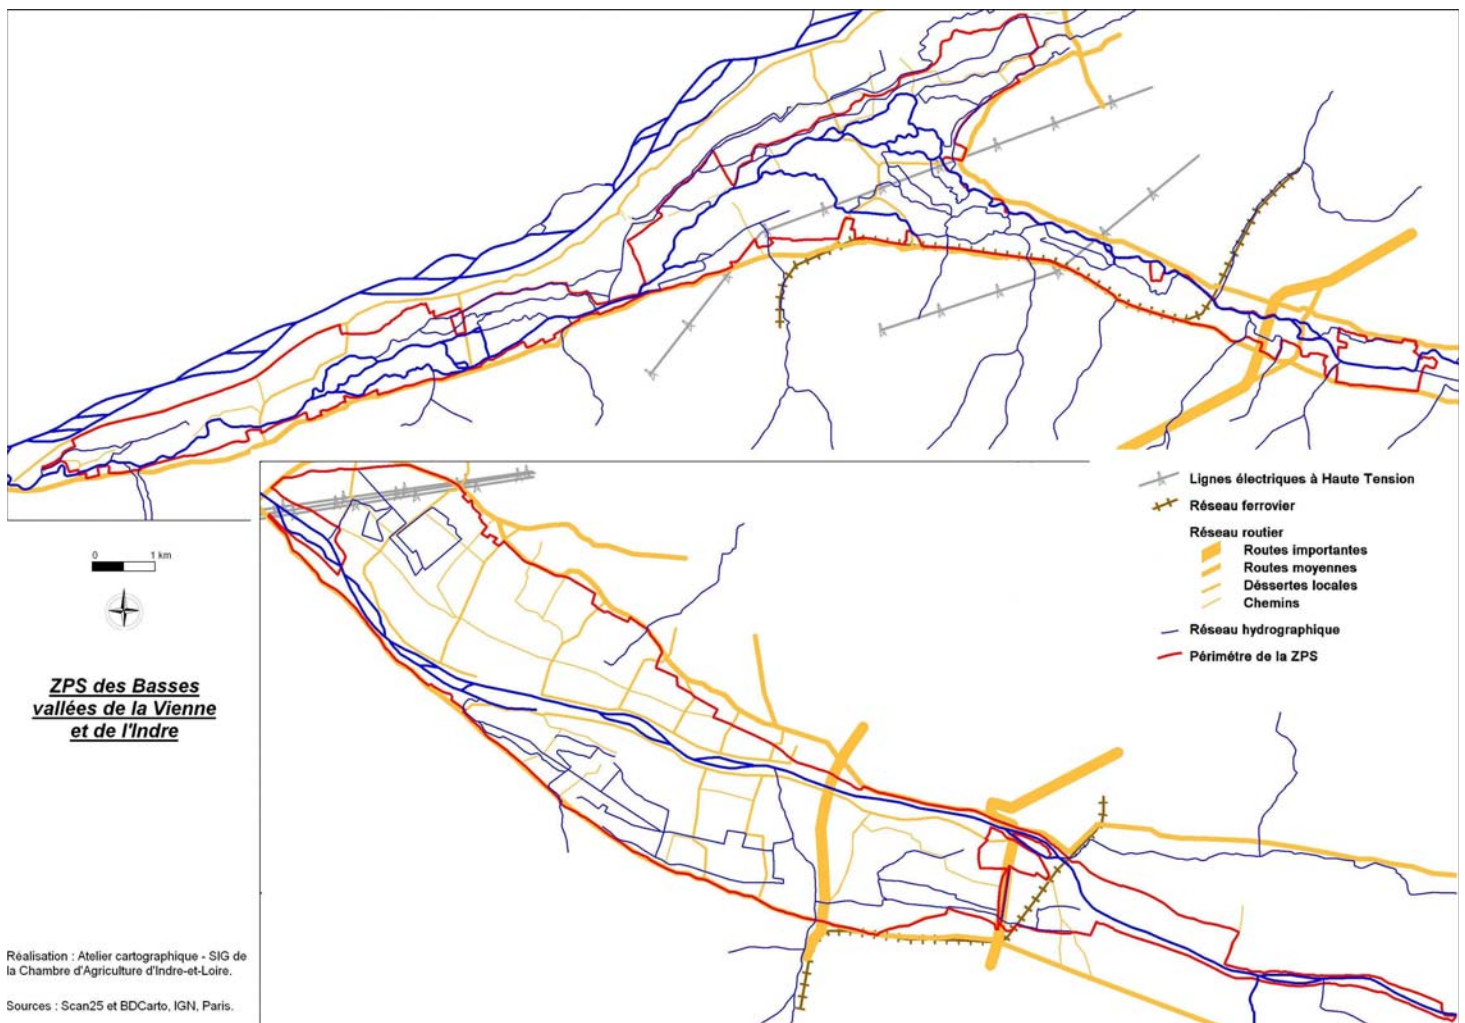 Lignes électriques à Haute Tension
Réseau ferrovier
Réseau routier
Routes importantes
Routes moyennes
Déssertes locales
Chemins
Réseau hydrographique
Périmétre de la ZPS
0 1 km
ZPS des Basses
vallées de la Vienne
et de l'Indre
Réalisation : Atelier cartographique - SIG de
la Chambre d'Agriculture d'Indre-et-Loire.
Sources : Scan25 et BDCarto, IGN, Paris.